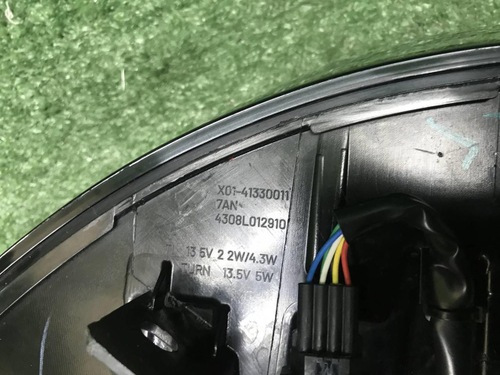 X01-41330011
7AN
4308L012910
13 5V 2 2W/4.3W
TURN 13.5V 5W